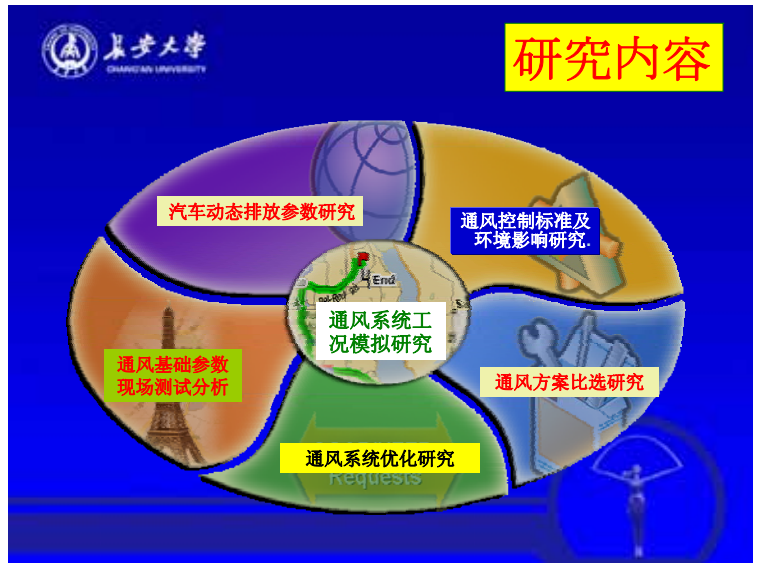 長安大学
CHANG'AN UNIVERSITY
研究内容
汽车动态排放参数研究
通风控制标准及
环境影响研究.
End
通风系统工
况模拟研究
通风基础参数
现场测试分析
通风方案比选研究
通风系统优化研究
Requests